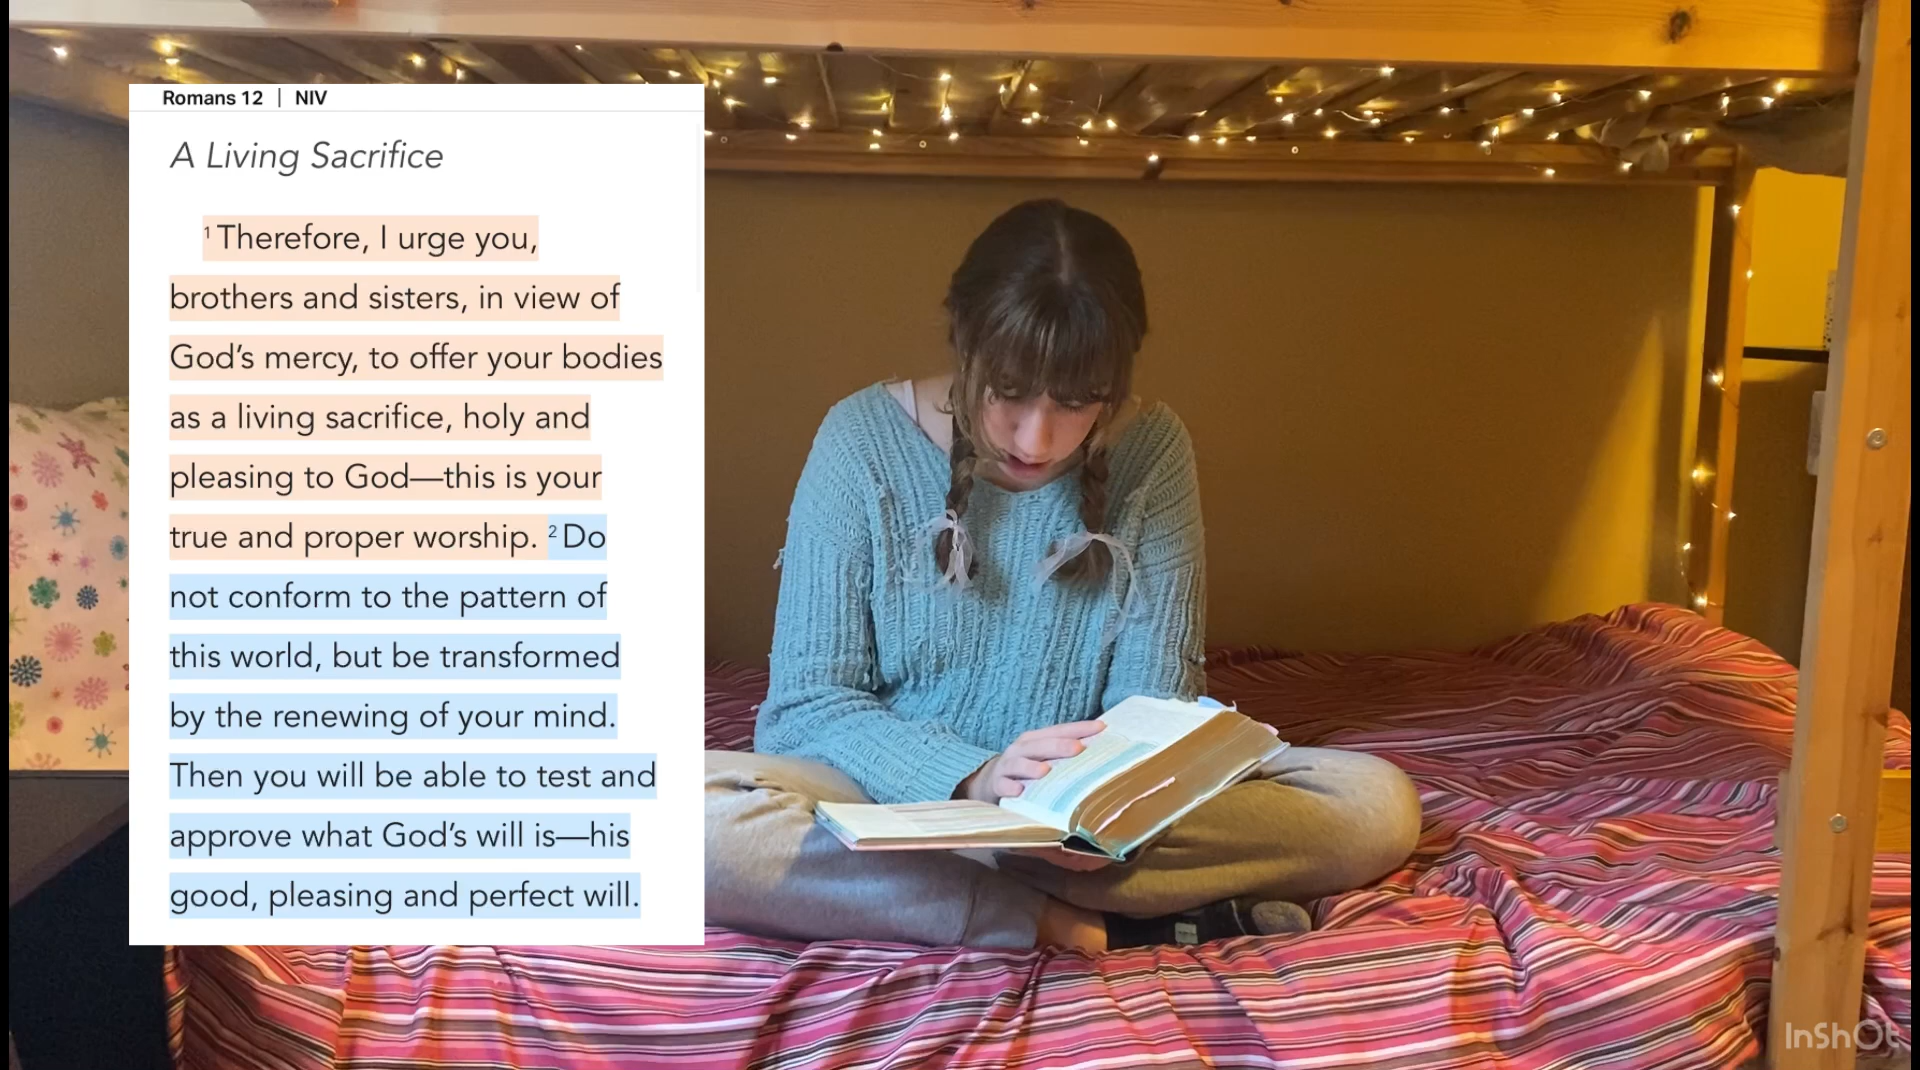 Romans 12 | NIV
A Living Sacrifice
1 Therefore, I urge you,
brothers and sisters, in view of
God’s mercy, to offer your bodies
as a living sacrifice, holy and
pleasing to God—this is your
true and proper worship. 2 Do
not conform to the pattern of
this world, but be transformed
by the renewing of your mind.
Then you will be able to test and
approve what God’s will is—his
good, pleasing and perfect will.
InShOt